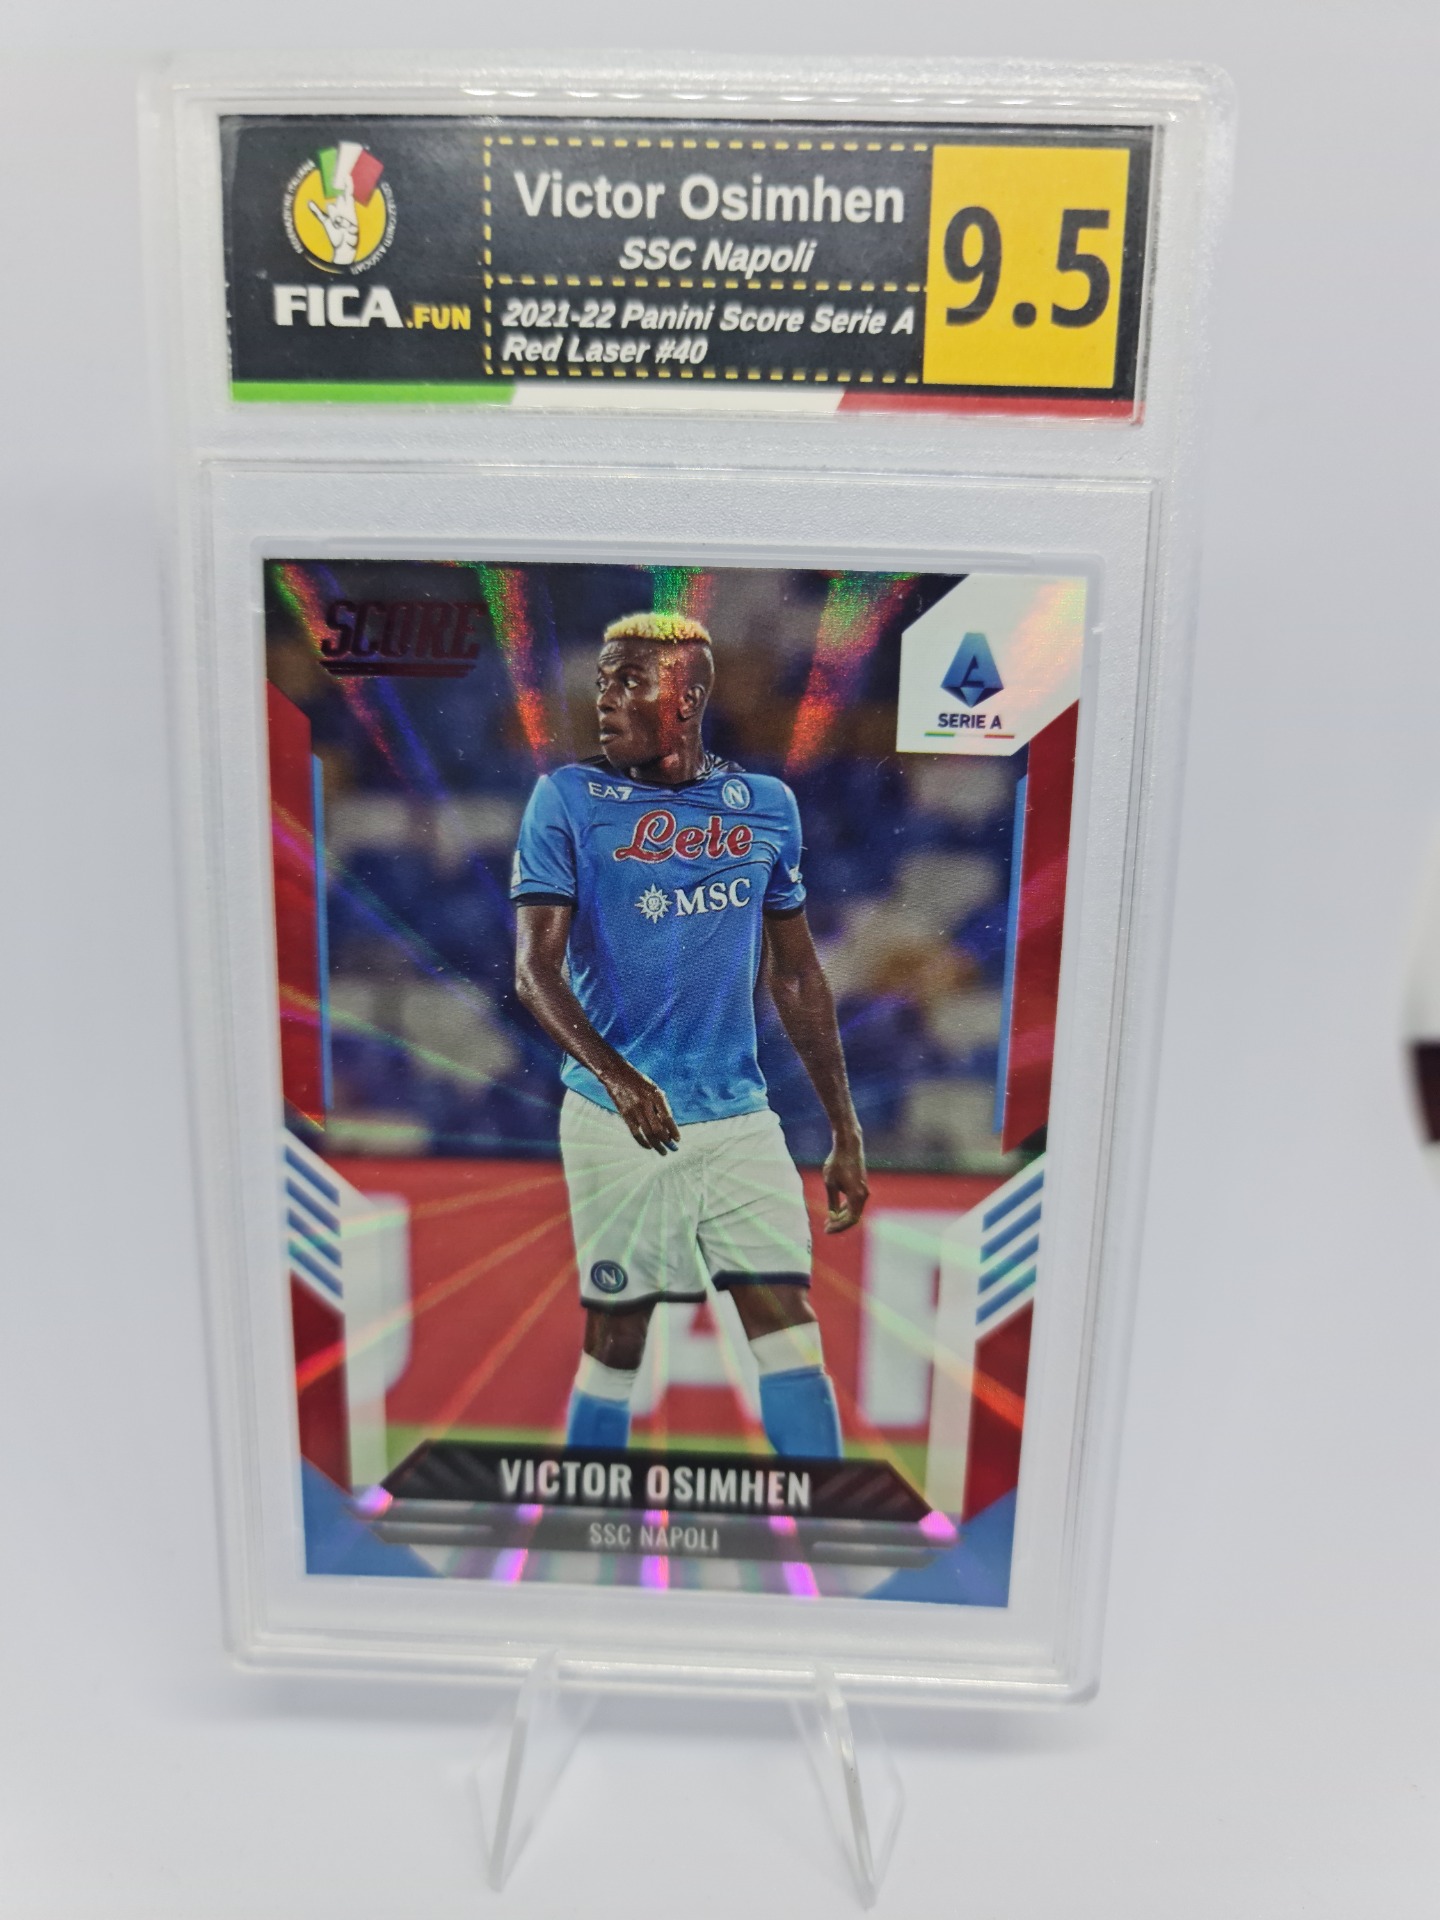 Victor Osimhen
SSC Napoli
FICA.FUN
2021-22 Panini Score Serie A
Red Laser #40
9.5
SCORE
SERIE A
EA7
N
Lete
MSC
N
VICTOR OSIMHEN
SSC NAPOLI